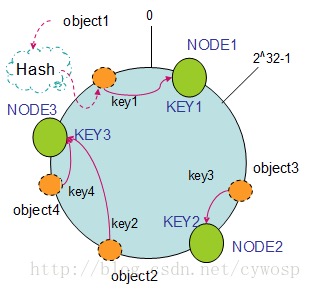 0
object1
NODE1
2^32-1
Hash
key1
KEY1
NODE3
KEY3
object3
key3
key4
object4
key2
KEY2
NODE2
object2
http://blog.csdn.net/cywosp